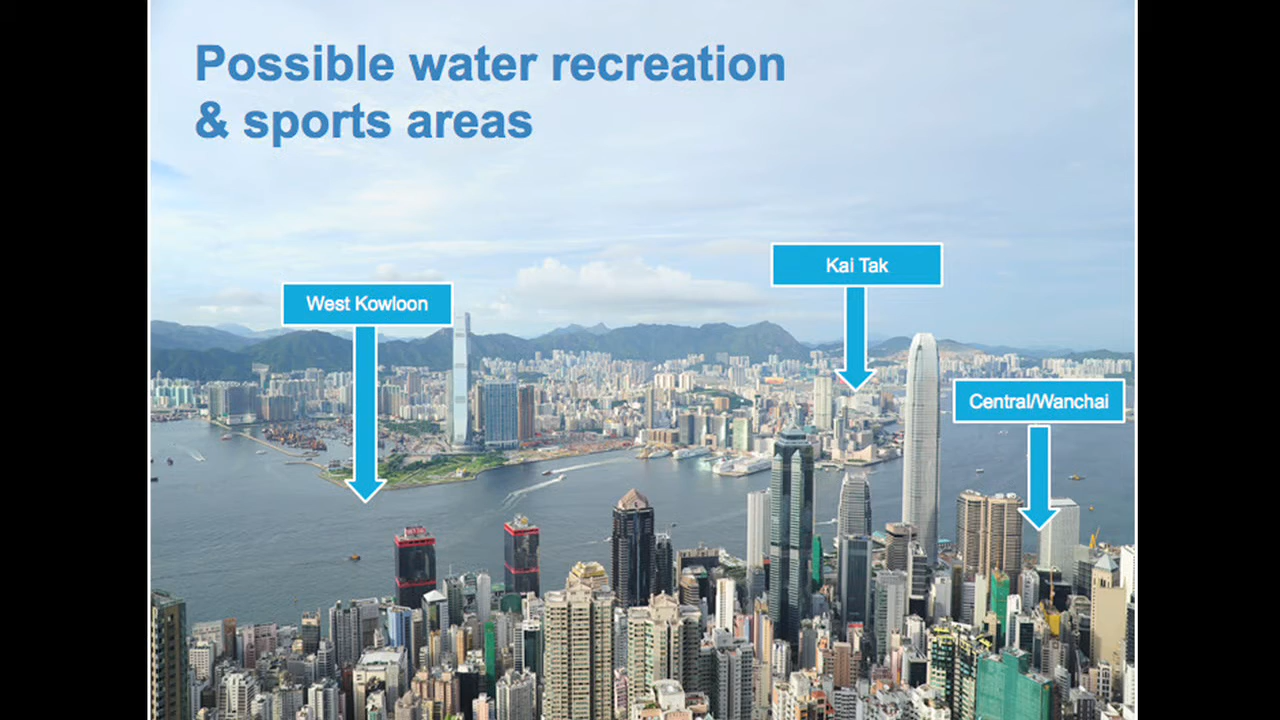 Possible water recreation
& sports areas
Kai Tak
West Kowloon
Central/Wanchai